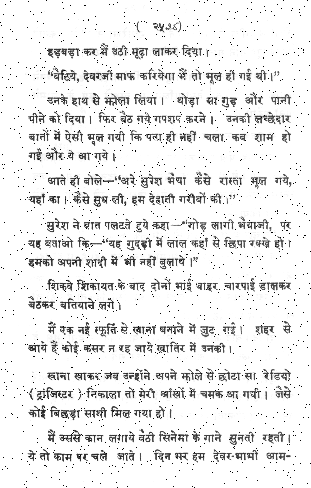 ( २५७८
हड़बड़ा कर मैं उठी मूढ़ा लाकर दिया।
"बैठिये, देवरजी माफ करियेगा मैं तो भूल ही गई थी।"
उनके हाथ से झोला लिया। थोड़ा सा गुड़ और पानी
पीने को दिया। फिर बैठ गये गपशप करने। उनकी लच्छेदार
बातों में ऐसी भूल गयी कि पता ही नहीं चला कब शाम हो
गई और ये आ गये।
आते ही बोले—"अरे सुरेश भैया कैसे रास्ता भूल गये,
यहाँ का। कैसे सुध ली, हम देहाती गरीबों की।"
सुरेश ने बात पलटते हुये कहा—"गोड़ लागी भैयाजी, पर
यह बताओ कि—"यह गुदड़ी में लाल कहाँ से छिपा रक्खे हो।
हमको अपनी शादी में भी नहीं बुलाये।"
शिकवे शिकायत के बाद दोनों भाई बाहर चारपाई डालकर
बैठकर बतियाने लगे।
मैं एक नई स्फूर्ति से खाना बनाने में जुट गई। शहर से
आये हैं कोई कसर न रह जाये खातिर में उनकी।
खाना खाकर जब उन्होंने अपने झोले से छोटा सा रेडियो
(ट्रांजिस्टर) निकाला तो मेरी आँखों में चमक आ गयी। जैसे
कोई बिछड़ा साथी मिल गया हो।
मैं उससे कान लगाये बैठी सिनेमा के गाने सुनती रहती।
ये तो काम पर चले जाते। दिन भर हम देवर-भाभी आम-